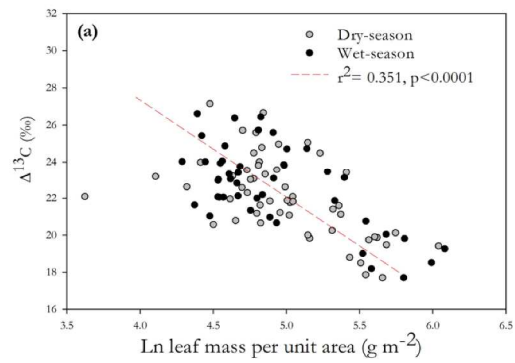 (a)
Dry-season
Wet-season
r²= 0.351, p<0.0001
32
30
28
26
24
22
20
18
16
Δ¹³C (‰)
3.5 4.0 4.5 5.0 5.5 6.0 6.5
Ln leaf mass per unit area (g m⁻²)